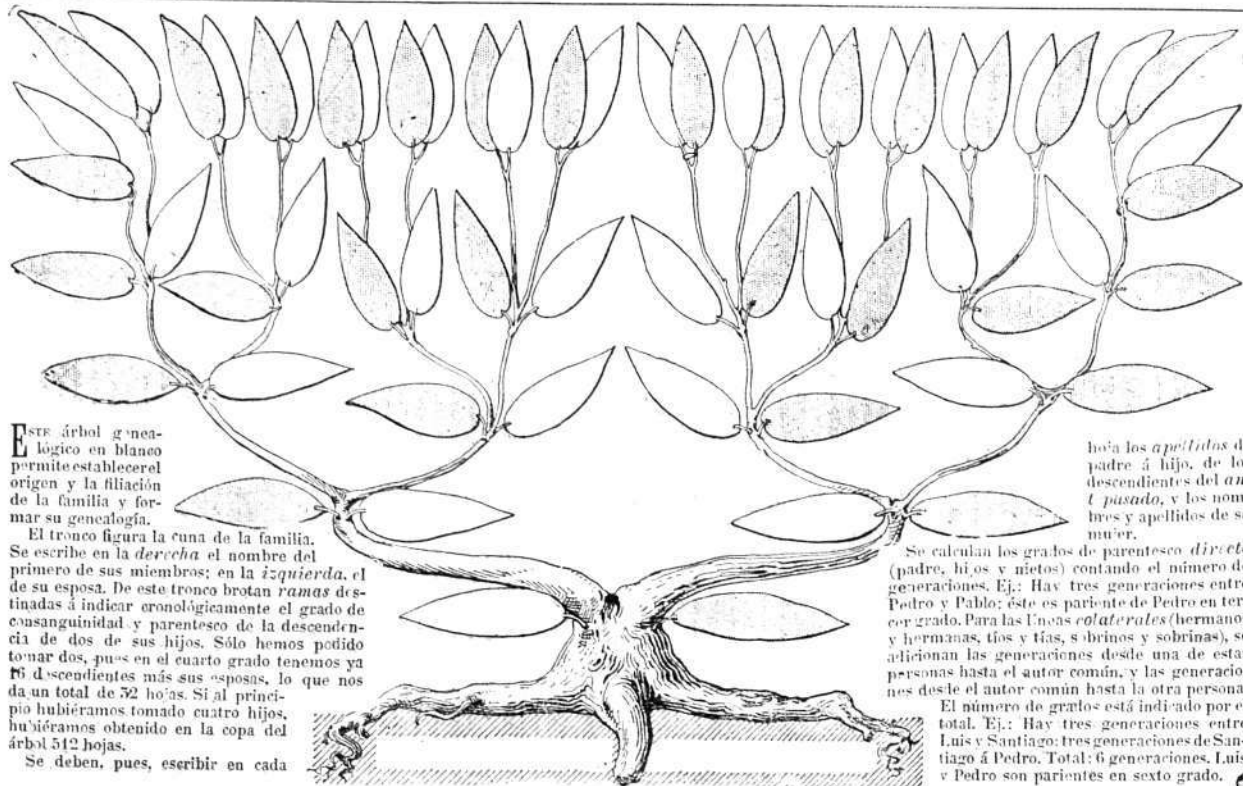 ESTE árbol genea-
lógico en blanco
permite establecer el
origen y la filiación
de la familia y for-
mar su genealogía.
El tronco figura la cuna de la familia.
Se escribe en la derecha el nombre del
primero de sus miembros; en la izquierda, el
de su esposa. De este tronco brotan ramas des-
tinadas á indicar cronológicamente el grado de
consanguinidad y parentesco de la descenden-
cia de dos de sus hijos. Sólo hemos podido
tomar dos, pues en el cuarto grado tenemos ya
16 descendientes más sus esposas, lo que nos
da un total de 32 hojas. Si al princi-
pio hubiéramos tomado cuatro hijos,
hubiéramos obtenido en la copa del
árbol 512 hojas.
Se deben, pues, escribir en cada
hoja los apellidos d
padre á hijo, de lo
descendientes del an
t pasado, y los nom
bres y apellidos de s
mujer.
Se calculan los grados de parentesco directo
(padre, hijos y nietos) contando el número de
generaciones. Ej.: Hay tres generaciones entre
Pedro y Pablo; éste es pariente de Pedro en ter
cer grado. Para las líneas colaterales (hermano
y hermanas, tíos y tías, sobrinos y sobrinas), se
adicionan las generaciones desde una de esta
personas hasta el autor común, y las generacio
nes desde el autor común hasta la otra persona
El número de grados está indicado por e
total. Ej.: Hay tres generaciones entre
Luis y Santiago; tres generaciones de San-
tiago á Pedro. Total: 6 generaciones. Luis
y Pedro son parientes en sexto grado.